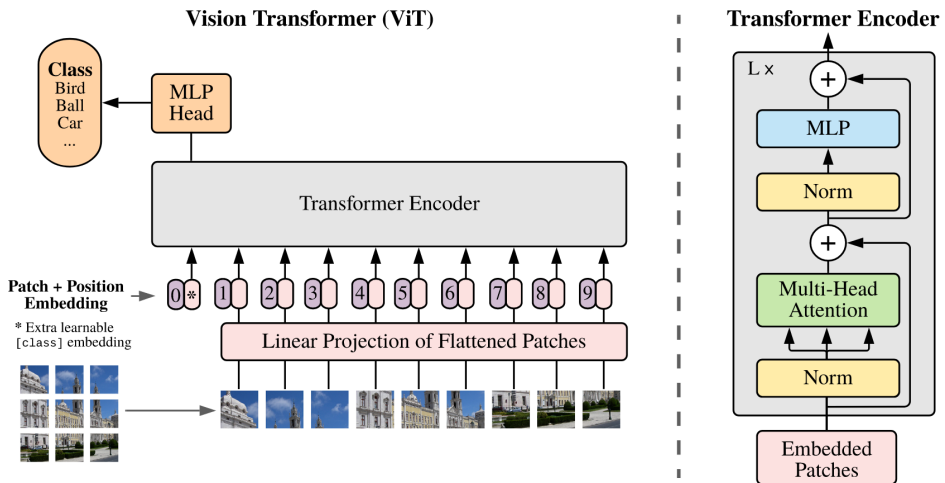 Vision Transformer (ViT)
Class
Bird
Ball
Car
...
MLP
Head
Transformer Encoder
Patch + Position
Embedding
0 * 1 2 3 4 5 6 7 8 9
* Extra learnable
[class] embedding
Linear Projection of Flattened Patches
Transformer Encoder
L x
+
MLP
Norm
+
Multi-Head
Attention
Norm
Embedded
Patches